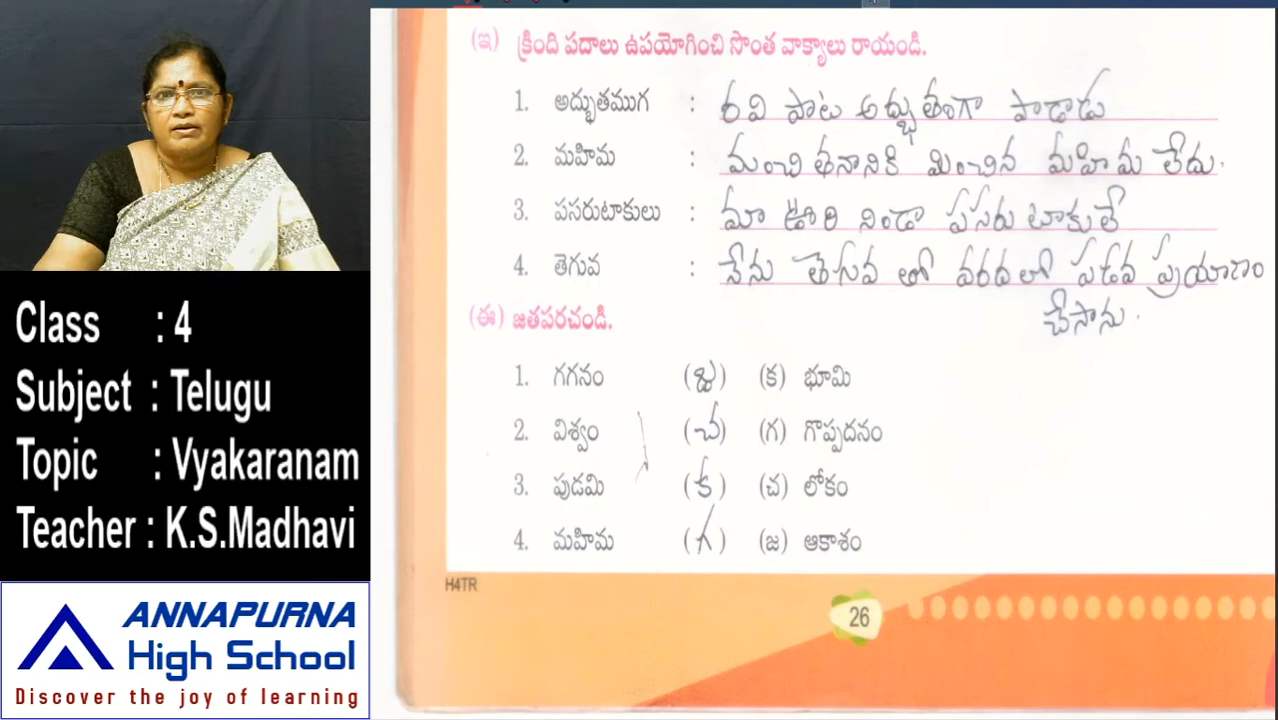 (ఇ) క్రింది పదాలు ఉపయోగించి సొంత వాక్యాలు రాయండి.
1. అద్భుతముగ : రవి పాట అద్భుతంగా పాడాడు
2. మహిమ : మంచి తనానికి మించిన మహిమ లేదు.
3. పసరుటాకులు : మా ఊరి నిండా పసరు టాకులే
4. తెగువ : నేను తెగువ తో వరదలో పడవ ప్రయాణం
చేసాను.
(ఈ) జతపరచండి.
1. గగనం (జ) (క) భూమి
2. విశ్వం (చ) (గ) గొప్పదనం
3. పుడమి (క) (చ) లోకం
4. మహిమ (గ) (జ) ఆకాశం
H4TR
26
Class : 4
Subject : Telugu
Topic : Vyakaranam
Teacher : K.S.Madhavi
ANNAPURNA
High School
Discover the joy of learning